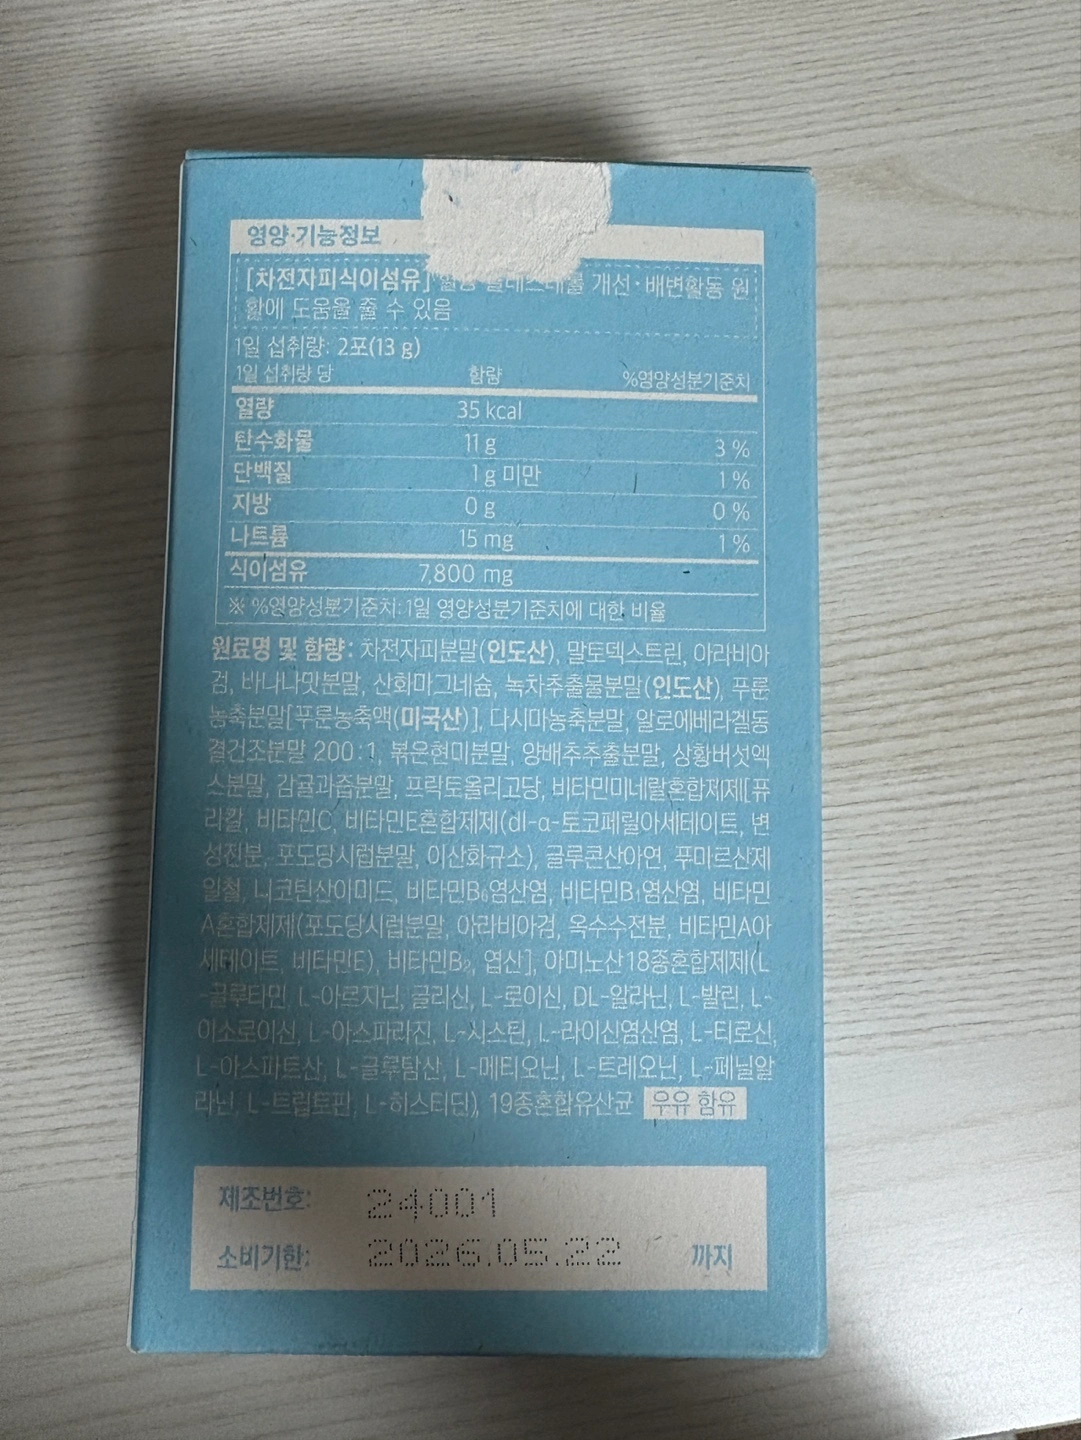 영양·기능정보
[차전자피식이섬유] 개선·배변활동 원
활에 도움을 줄 수 있음
1일 섭취량: 2포(13 g)
1일 섭취량 당 함량 %영양성분기준치
열량 35 kcal
탄수화물 11 g 3 %
단백질 1 g 미만 1 %
지방 0 g 0 %
나트륨 15 mg 1 %
식이섬유 7,800 mg
※ %영양성분기준치: 1일 영양성분기준치에 대한 비율
원료명 및 함량: 차전자피분말(인도산), 말토덱스트린, 아라비아
검, 바나나맛분말, 산화마그네슘, 녹차추출물분말(인도산), 푸룬
농축분말[푸룬농축액(미국산)], 다시마농축분말, 알로에베라겔동
결건조분말 200:1, 볶은현미분말, 양배추추출분말, 상황버섯엑
스분말, 감귤과즙분말, 프락토올리고당, 비타민미네랄혼합제제[퓨
라칼, 비타민C, 비타민E혼합제제(dl-α-토코페릴아세테이트, 변
성전분, 포도당시럽분말, 이산화규소), 글루콘산아연, 푸마르산제
일철, 니코틴산아미드, 비타민B₆염산염, 비타민B₁염산염, 비타민
A혼합제제(포도당시럽분말, 아라비아검, 옥수수전분, 비타민A아
세테이트, 비타민E), 비타민B₂, 엽산], 아미노산18종혼합제제(L
-글루타민, L-아르지닌, 글리신, L-로이신, DL-알라닌, L-발린, L-
이소로이신, L-아스파라진, L-시스틴, L-라이신염산염, L-티로신,
L-아스파트산, L-글루탐산, L-메티오닌, L-트레오닌, L-페닐알
라닌, L-트립토판, L-히스티딘), 19종혼합유산균 우유 함유
제조번호: 24001
소비기한: 2026.05.22 까지